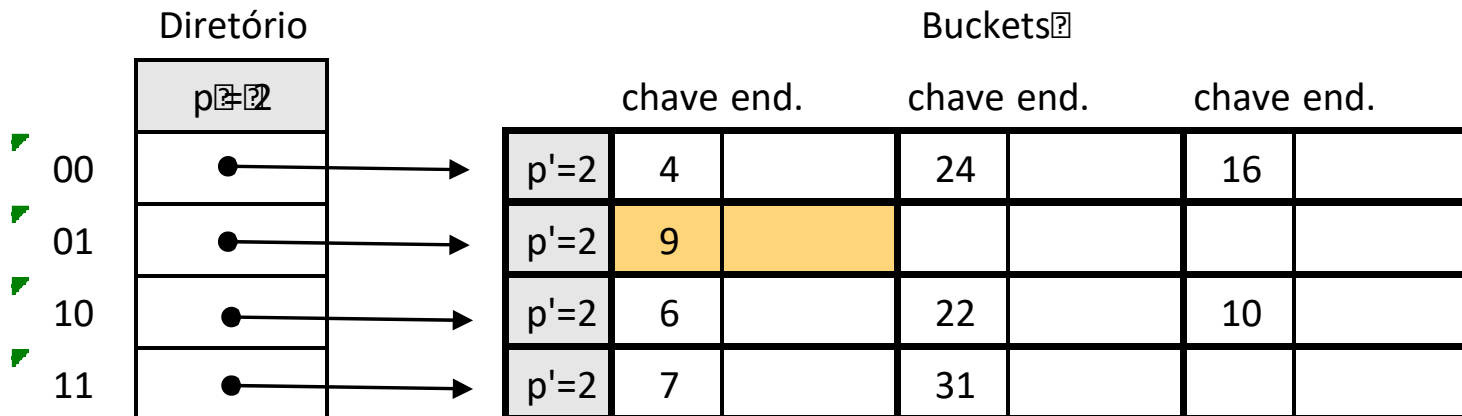 Diretório Buckets
p = 2 chave end. chave end. chave end.
00 p'=2 4 24 16
01 p'=2 9
10 p'=2 6 22 10
11 p'=2 7 31